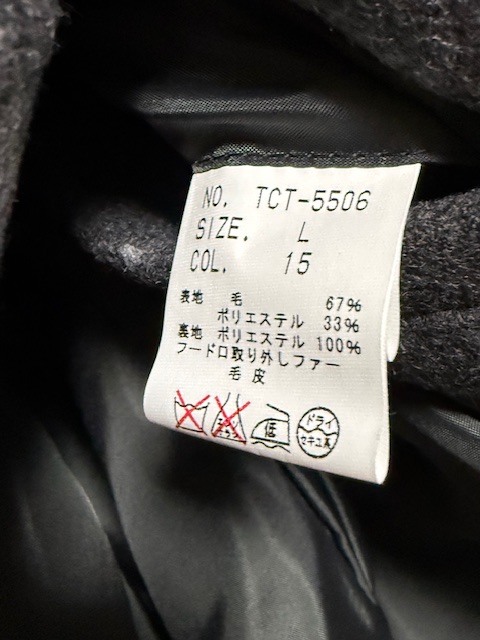 NO. TCT-5506
SIZE. L
COL. 15
表地 毛 67%
ポリエステル 33%
裏地 ポリエステル 100%
フード口取り外しファー
毛皮
低 ドライ
セキユ系